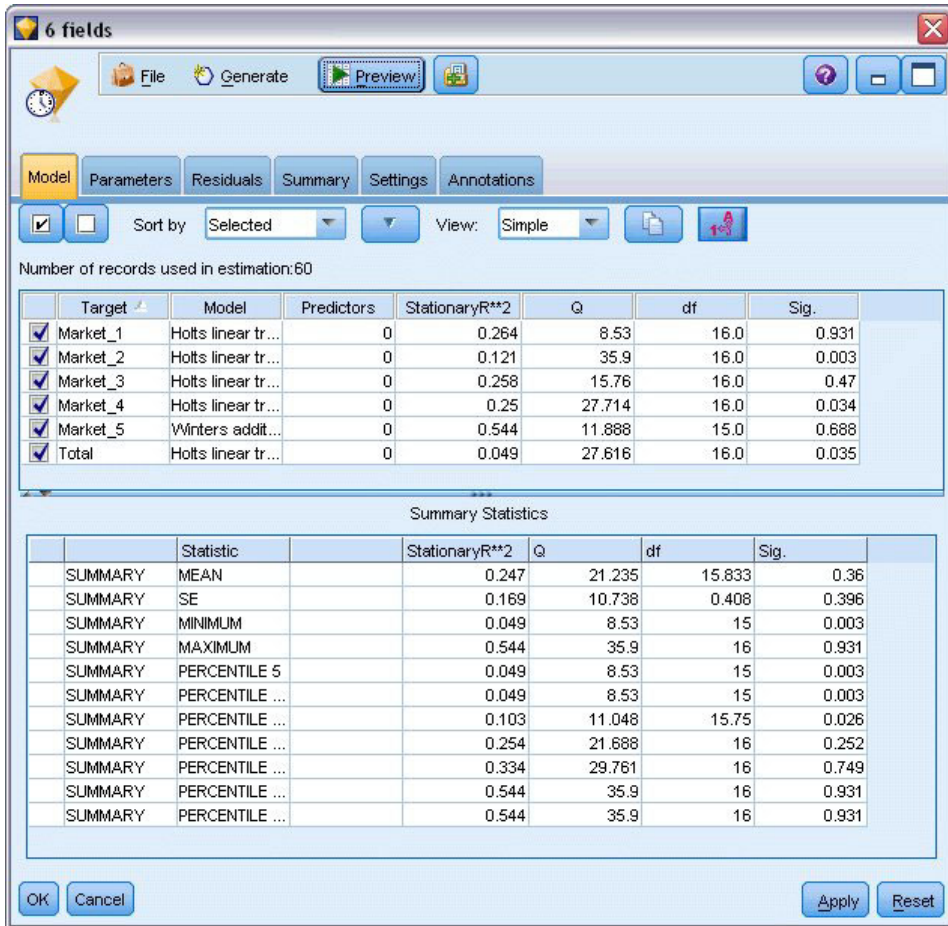 6 fields
File Generate Preview
Model Parameters Residuals Summary Settings Annotations
Sort by Selected View: Simple
Number of records used in estimation:60
Target Model Predictors StationaryR**2 Q df Sig.
Market_1 Holts linear tr... 0 0.264 8.53 16.0 0.931
Market_2 Holts linear tr... 0 0.121 35.9 16.0 0.003
Market_3 Holts linear tr... 0 0.258 15.76 16.0 0.47
Market_4 Holts linear tr... 0 0.25 27.714 16.0 0.034
Market_5 Winters addit... 0 0.544 11.888 15.0 0.688
Total Holts linear tr... 0 0.049 27.616 16.0 0.035
Summary Statistics
Statistic StationaryR**2 Q df Sig.
SUMMARY MEAN 0.247 21.235 15.833 0.36
SUMMARY SE 0.169 10.738 0.408 0.396
SUMMARY MINIMUM 0.049 8.53 15 0.003
SUMMARY MAXIMUM 0.544 35.9 16 0.931
SUMMARY PERCENTILE 5 0.049 8.53 15 0.003
SUMMARY PERCENTILE ... 0.049 8.53 15 0.003
SUMMARY PERCENTILE ... 0.103 11.048 15.75 0.026
SUMMARY PERCENTILE ... 0.254 21.688 16 0.252
SUMMARY PERCENTILE ... 0.334 29.761 16 0.749
SUMMARY PERCENTILE ... 0.544 35.9 16 0.931
SUMMARY PERCENTILE ... 0.544 35.9 16 0.931
OK Cancel Apply Reset